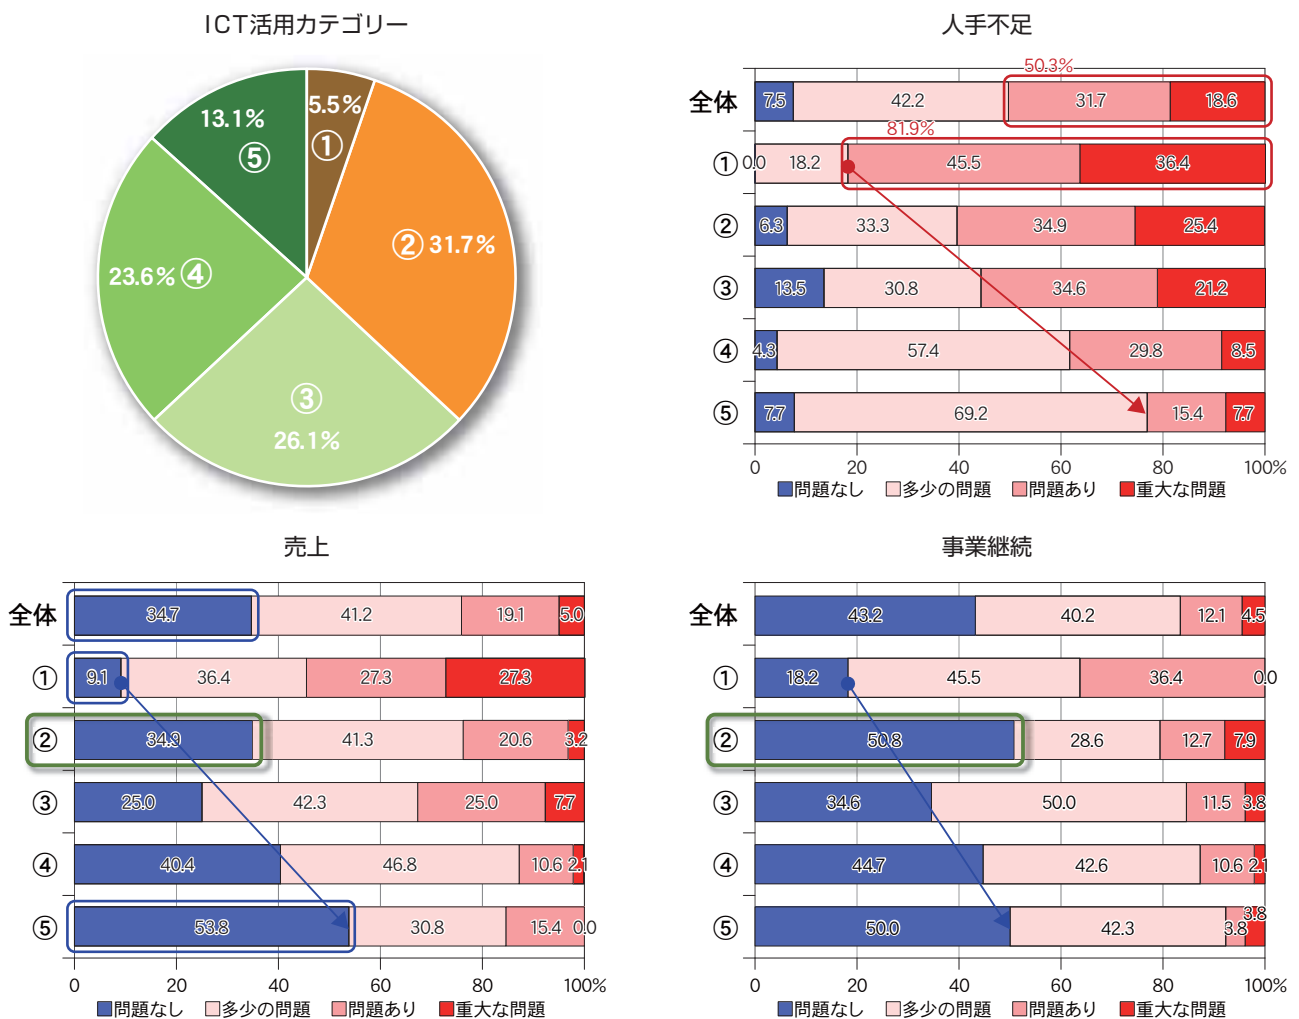 ICT活用カテゴリー
5.5%
①
② 31.7%
③
26.1%
23.6% ④
13.1%
⑤
人手不足
50.3%
全体 7.5 42.2 31.7 18.6
81.9%
① 0.0 18.2 45.5 36.4
② 6.3 33.3 34.9 25.4
③ 13.5 30.8 34.6 21.2
④ 4.3 57.4 29.8 8.5
⑤ 7.7 69.2 15.4 7.7
0 20 40 60 80 100%
問題なし 多少の問題 問題あり 重大な問題
売上
全体 34.7 41.2 19.1 5.0
① 9.1 36.4 27.3 27.3
② 34.9 41.3 20.6 3.2
③ 25.0 42.3 25.0 7.7
④ 40.4 46.8 10.6 2.1
⑤ 53.8 30.8 15.4 0.0
0 20 40 60 80 100%
問題なし 多少の問題 問題あり 重大な問題
事業継続
全体 43.2 40.2 12.1 4.5
① 18.2 45.5 36.4 0.0
② 50.8 28.6 12.7 7.9
③ 34.6 50.0 11.5 3.8
④ 44.7 42.6 10.6 2.1
⑤ 50.0 42.3 3.8 3.8
0 20 40 60 80 100%
問題なし 多少の問題 問題あり 重大な問題